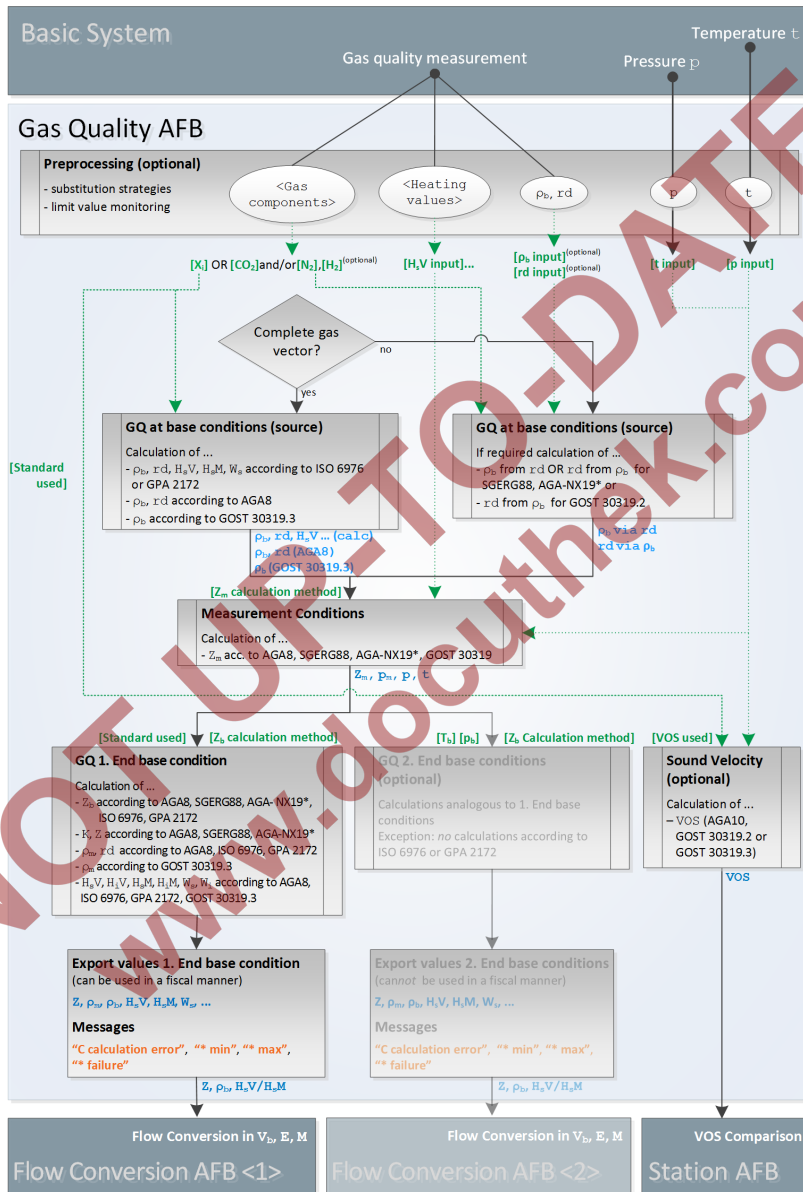 Basic System
Temperature t
Gas quality measurement
Pressure p
Gas Quality AFB
Preprocessing (optional)
- substitution strategies
- limit value monitoring
<Gas components>
<Heating values>
ρb, rd
p
t
[Xi] OR [CO2]and/or[N2],[H2](optional)
[HsV input]...
[ρb input](optional)
[rd input](optional)
[t input]
[p input]
Complete gas vector?
no
yes
[Standard used]
GQ at base conditions (source)
Calculation of ...
- ρb, rd, HsV, HsM, Ws according to ISO 6976
or GPA 2172
- ρb, rd according to AGA8
- ρb according to GOST 30319.3
GQ at base conditions (source)
If required calculation of ...
- ρb from rd OR rd from ρb for
SGERG88, AGA-NX19* or
- rd from ρb for GOST 30319.2
ρb, rd, HsV ... (calc)
ρb, rd (AGA8)
ρb (GOST 30319.3)
ρb via rd
rd via ρb
[Zm calculation method]
Measurement Conditions
Calculation of ...
- Zm acc. to AGA8, SGERG88, AGA-NX19*, GOST 30319
Zm, pm, p, t
[Standard used]
[Zb calculation method]
[Tb] [pb]
[Zb Calculation method]
[VOS used]
GQ 1. End base condition
Calculation of ...
- Zb according to AGA8, SGERG88, AGA- NX19*,
ISO 6976, GPA 2172
- K, Z according to AGA8, SGERG88, AGA-NX19*
- ρm, rd according to AGA8, ISO 6976, GPA 2172
- ρm according to GOST 30319.3
- HsV, HiV, HsM, HiM, Ws, Wi according to AGA8,
ISO 6976, GPA 2172, GOST 30319.3
GQ 2. End base conditions
(optional)
Calculations analogous to 1. End base
conditions
Exception: no calculations according to
ISO 6976 or GPA 2172
Sound Velocity
(optional)
Calculation of ...
– VOS (AGA10,
GOST 30319.2 or
GOST 30319.3)
VOS
Export values 1. End base condition
(can be used in a fiscal manner)
Z, ρm, ρb, HsV, HsM, Ws, ...
Messages
“C calculation error”, “* min”, “* max”,
“* failure”
Z, ρb, HsV/HsM
Export values 2. End base conditions
(cannot be used in a fiscal manner)
Z, ρm, ρb, HsV, HsM, Ws, ...
Messages
“C calculation error”, “* min”, “* max”,
“* failure”
Z, ρb, HsV/HsM
Flow Conversion in Vb, E, M
Flow Conversion AFB <1>
Flow Conversion in Vb, E, M
Flow Conversion AFB <2>
VOS Comparison
Station AFB
NOT UP-TO-DATE
www.docuthek.com